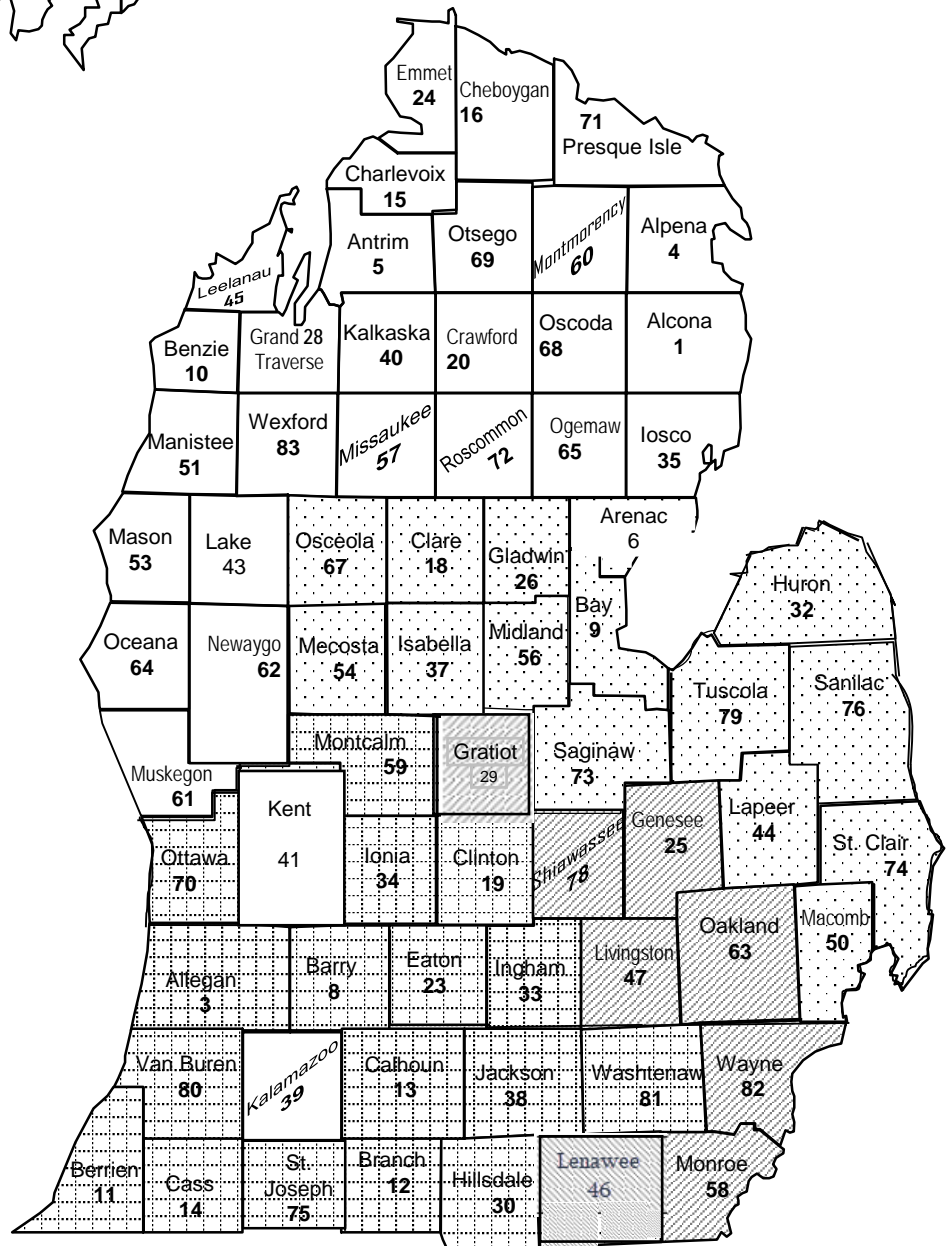 Emmet
24
Cheboygan
16
71
Presque Isle
Charlevoix
15
Antrim
5
Otsego
69
Montmorency
60
Alpena
4
Leelanau
45
Benzie
10
Grand 28
Traverse
Kalkaska
40
Crawford
20
Oscoda
68
Alcona
1
Manistee
51
Wexford
83
Missaukee
57
Roscommon
72
Ogemaw
65
Iosco
35
Mason
53
Lake
43
Osceola
67
Clare
18
Gladwin
26
Arenac
6
Huron
32
Oceana
64
Newaygo
62
Mecosta
54
Isabella
37
Midland
56
Bay
9
Tuscola
79
Sanilac
76
Muskegon
61
Montcalm
59
Gratiot
29
Saginaw
73
Kent
41
Ottawa
70
Ionia
34
Clinton
19
Shiawassee
78
Genesee
25
Lapeer
44
St. Clair
74
Allegan
3
Barry
8
Eaton
23
Ingham
33
Livingston
47
Oakland
63
Macomb
50
Van Buren
80
Kalamazoo
39
Calhoun
13
Jackson
38
Washtenaw
81
Wayne
82
Berrien
11
Cass
14
St.
Joseph
75
Branch
12
Hillsdale
30
Lenawee
46
Monroe
58